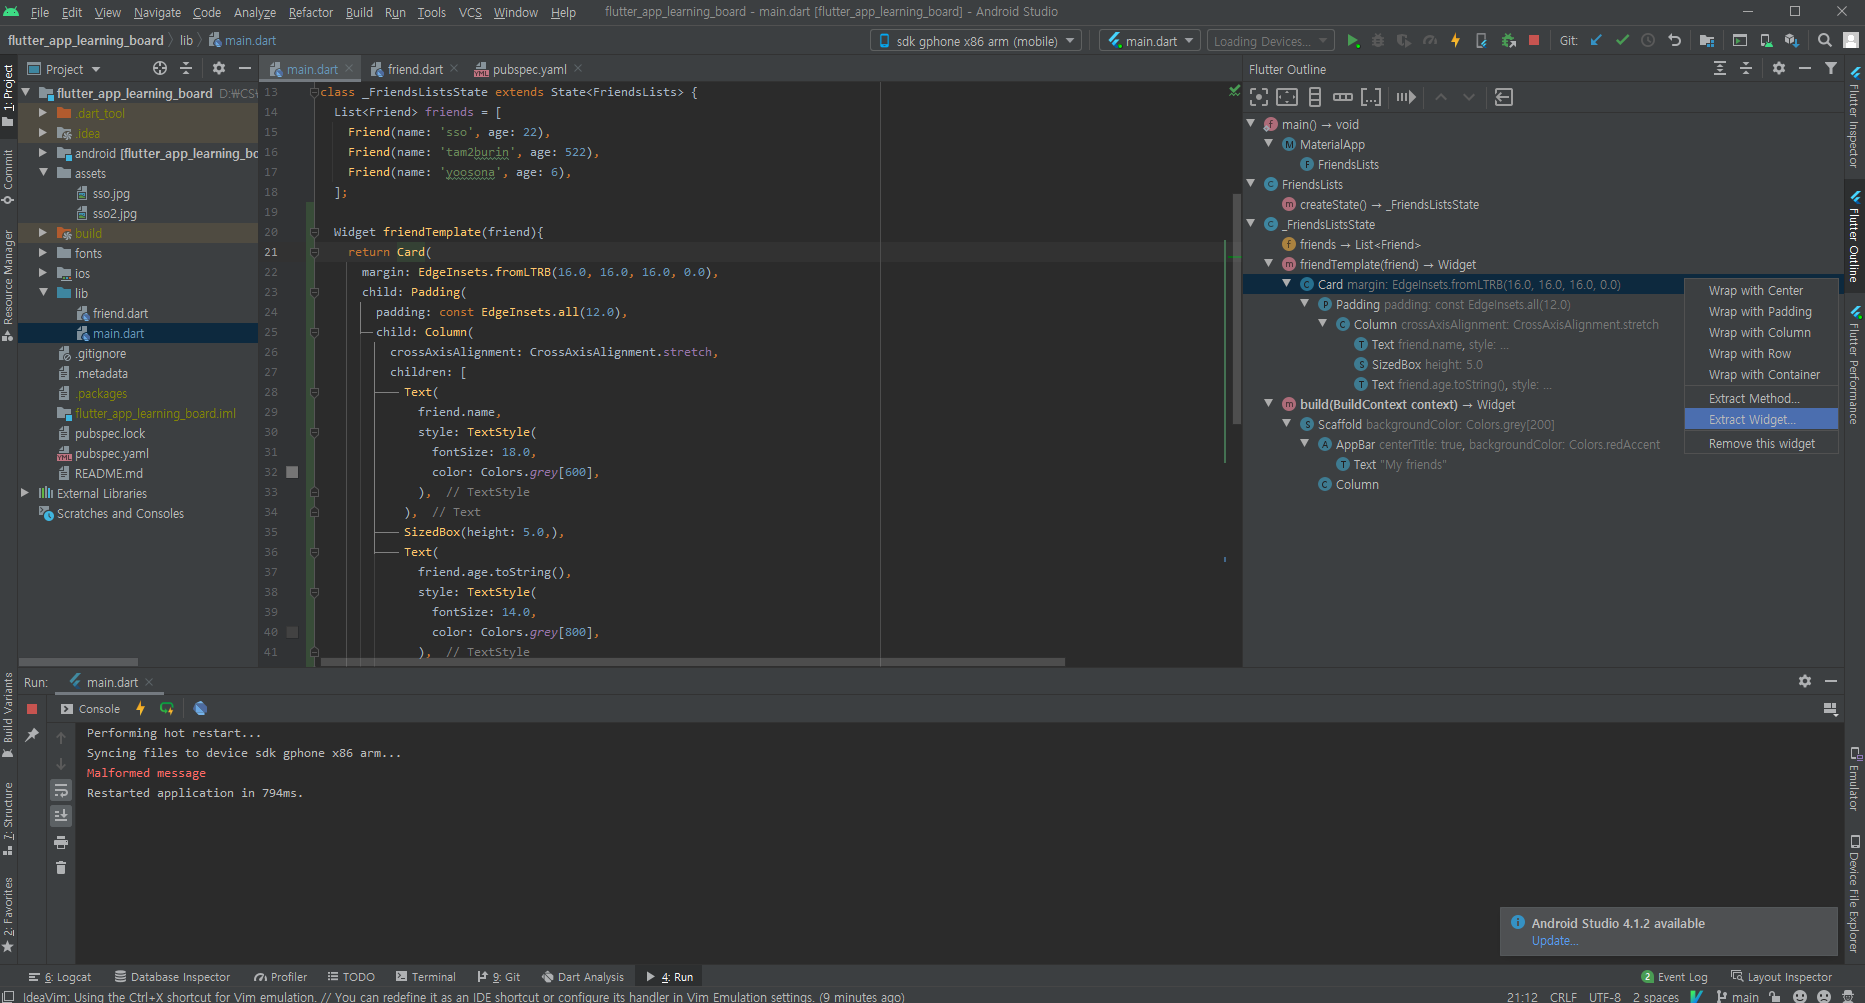 File Edit View Navigate Code Analyze Refactor Build Run Tools VCS Window Help flutter_app_learning_board - main.dart [flutter_app_learning_board] - Android Studio
flutter_app_learning_board lib main.dart
sdk gphone x86 arm (mobile) main.dart Loading Devices... Git:
Project
main.dart friend.dart pubspec.yaml
Flutter Outline
1: Project
Commit
Resource Manager
Build Variants
7: Structure
2: Favorites
flutter_app_learning_board D:₩CS₩
.dart_tool
.idea
android [flutter_app_learning_bo
assets
sso.jpg
sso2.jpg
build
fonts
ios
lib
friend.dart
main.dart
.gitignore
.metadata
.packages
flutter_app_learning_board.iml
pubspec.lock
pubspec.yaml
README.md
External Libraries
Scratches and Consoles
13 class _FriendsListsState extends State<FriendsLists> {
14 List<Friend> friends = [
15 Friend(name: 'sso', age: 22),
16 Friend(name: 'tam2burin', age: 522),
17 Friend(name: 'yoosona', age: 6),
18 ];
19
20 Widget friendTemplate(friend){
21 return Card(
22 margin: EdgeInsets.fromLTRB(16.0, 16.0, 16.0, 0.0),
23 child: Padding(
24 padding: const EdgeInsets.all(12.0),
25 child: Column(
26 crossAxisAlignment: CrossAxisAlignment.stretch,
27 children: [
28 Text(
29 friend.name,
30 style: TextStyle(
31 fontSize: 18.0,
32 color: Colors.grey[600],
33 ), // TextStyle
34 ), // Text
35 SizedBox(height: 5.0,),
36 Text(
37 friend.age.toString(),
38 style: TextStyle(
39 fontSize: 14.0,
40 color: Colors.grey[800],
41 ), // TextStyle
main() → void
MaterialApp
FriendsLists
FriendsLists
createState() → _FriendsListsState
_FriendsListsState
friends → List<Friend>
friendTemplate(friend) → Widget
Card margin: EdgeInsets.fromLTRB(16.0, 16.0, 16.0, 0.0)
Padding padding: const EdgeInsets.all(12.0)
Column crossAxisAlignment: CrossAxisAlignment.stretch
Text friend.name, style: ...
SizedBox height: 5.0
Text friend.age.toString(), style: ...
build(BuildContext context) → Widget
Scaffold backgroundColor: Colors.grey[200]
AppBar centerTitle: true, backgroundColor: Colors.redAccent
Text "My friends"
Column
Wrap with Center
Wrap with Padding
Wrap with Column
Wrap with Row
Wrap with Container
Extract Method...
Extract Widget...
Remove this widget
Flutter Inspector
Flutter Outline
Flutter Performance
Emulator
Device File Explorer
Run: main.dart
Console
Performing hot restart...
Syncing files to device sdk gphone x86 arm...
Malformed message
Restarted application in 794ms.
Android Studio 4.1.2 available
Update...
6: Logcat Database Inspector Profiler TODO Terminal 9: Git Dart Analysis 4: Run 2 Event Log Layout Inspector
IdeaVim: Using the Ctrl+X shortcut for Vim emulation. // You can redefine it as an IDE shortcut or configure its handler in Vim Emulation settings. (9 minutes ago) 21:12 CRLF UTF-8 2 spaces main